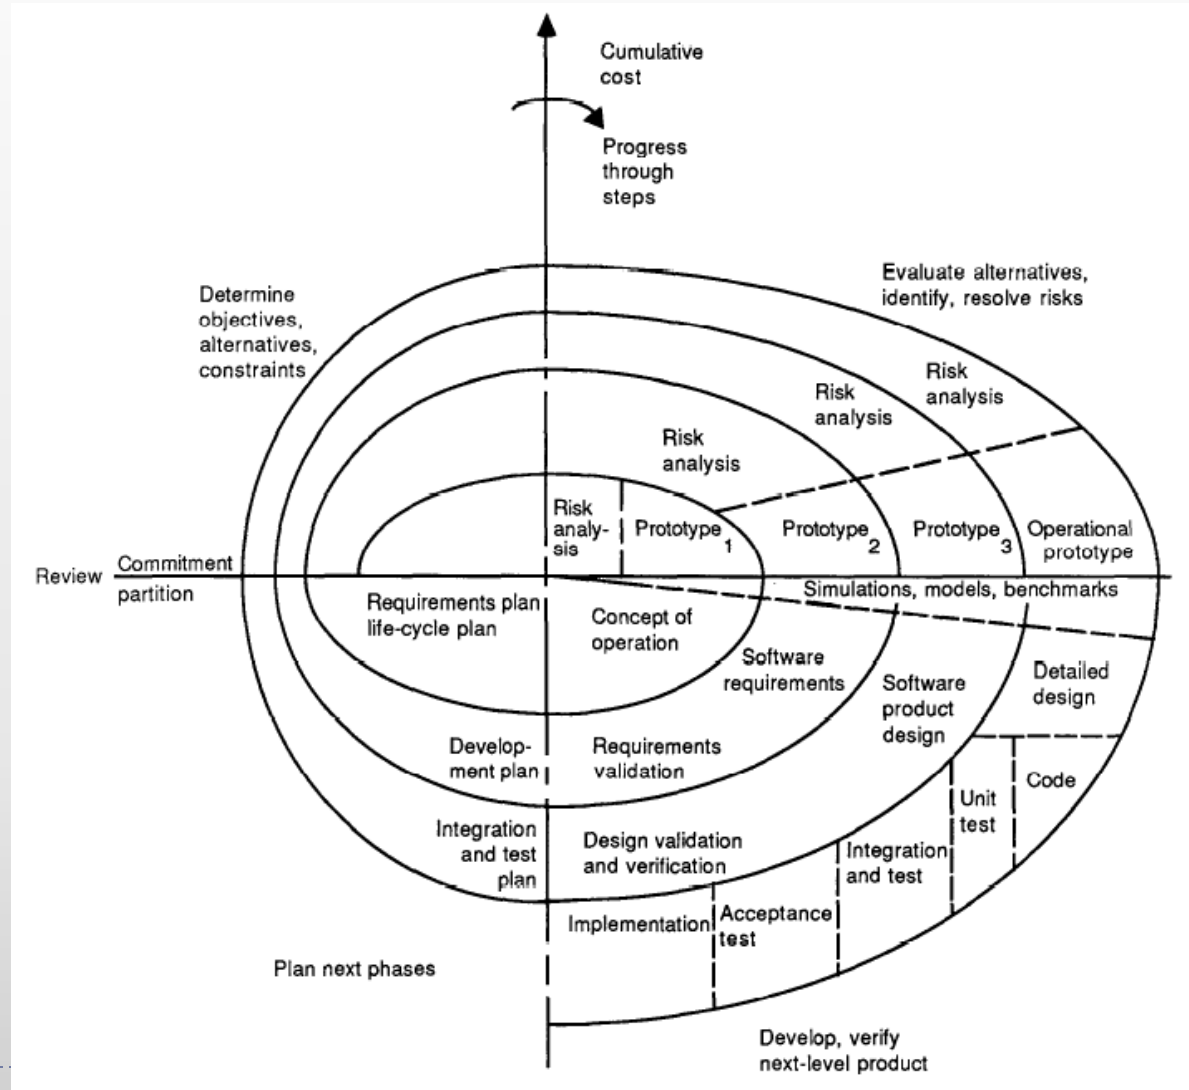 Cumulative
cost
Progress
through
steps
Evaluate alternatives,
identify, resolve risks
Determine
objectives,
alternatives,
constraints
Risk
analysis
Risk
analysis
Risk
analysis
Risk
analy-
sis
Prototype 1
Prototype 2
Prototype 3
Operational
prototype
Review
Commitment
partition
Simulations, models, benchmarks
Requirements plan
life-cycle plan
Concept of
operation
Software
requirements
Software
product
design
Detailed
design
Develop-
ment plan
Requirements
validation
Code
Unit
test
Integration
and test
plan
Design validation
and verification
Integration
and test
Acceptance
test
Implementation
Plan next phases
Develop, verify
next-level product